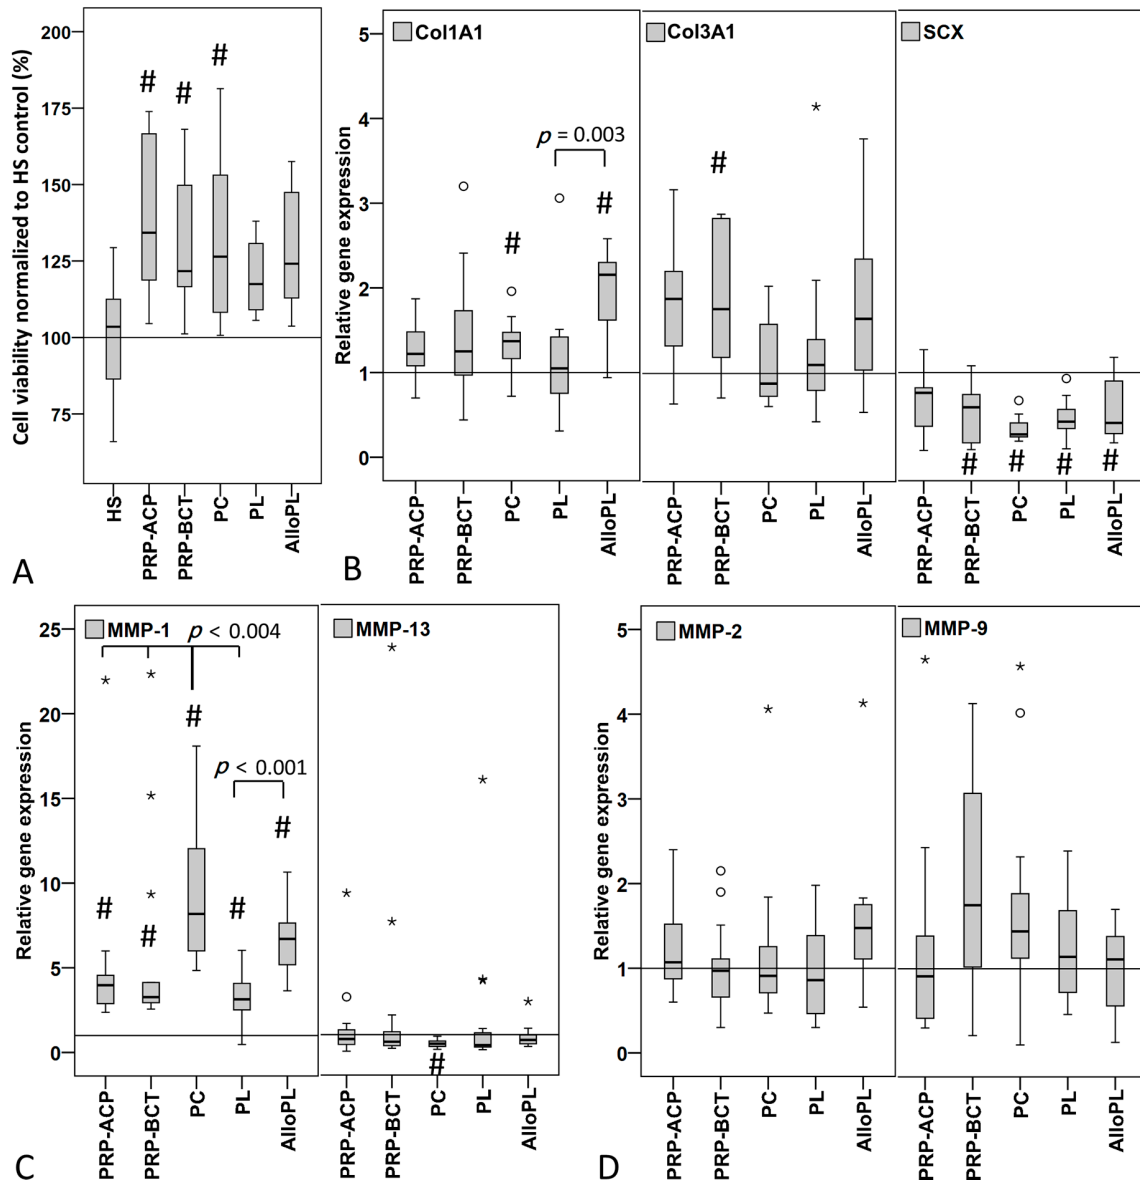 Cell viability normalized to HS control (%)
200
175
150
125
100
75
# # #
HS
PRP-ACP
PRP-BCT
PC
PL
AlloPL
A
Relative gene expression
5
4
3
2
1
0
Col1A1
p = 0.003
# #
PRP-ACP
PRP-BCT
PC
PL
AlloPL
Col3A1
*
#
PRP-ACP
PRP-BCT
PC
PL
AlloPL
SCX
# # # #
PRP-ACP
PRP-BCT
PC
PL
AlloPL
B
Relative gene expression
25
20
15
10
5
0
MMP-1
p < 0.004
p < 0.001
# # # # #
PRP-ACP
PRP-BCT
PC
PL
AlloPL
MMP-13
#
PRP-ACP
PRP-BCT
PC
PL
AlloPL
C
Relative gene expression
5
4
3
2
1
0
MMP-2
PRP-ACP
PRP-BCT
PC
PL
AlloPL
MMP-9
PRP-ACP
PRP-BCT
PC
PL
AlloPL
D